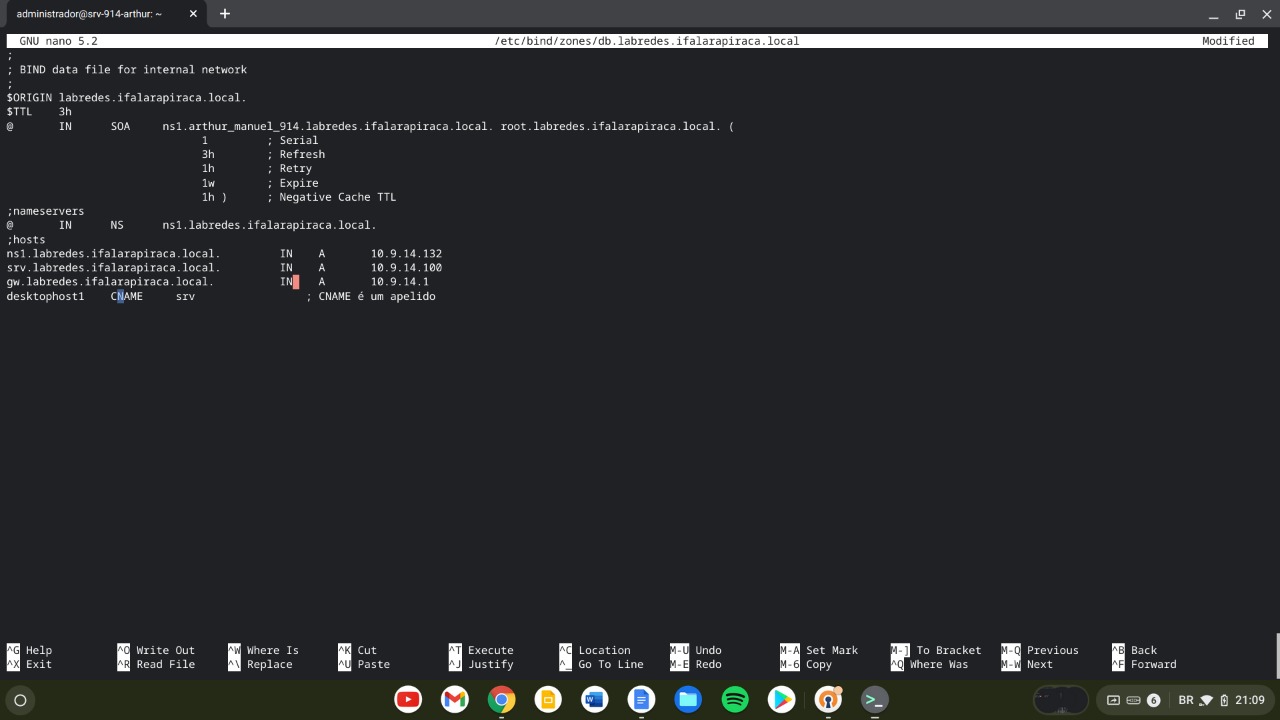 administrador@srv-914-arthur: ~
GNU nano 5.2 /etc/bind/zones/db.labredes.ifalarapiraca.local Modified
;
; BIND data file for internal network
;
$ORIGIN labredes.ifalarapiraca.local.
$TTL 3h
@ IN SOA ns1.arthur_manuel_914.labredes.ifalarapiraca.local. root.labredes.ifalarapiraca.local. (
1 ; Serial
3h ; Refresh
1h ; Retry
1w ; Expire
1h ) ; Negative Cache TTL
;nameservers
@ IN NS ns1.labredes.ifalarapiraca.local.
;hosts
ns1.labredes.ifalarapiraca.local. IN A 10.9.14.132
srv.labredes.ifalarapiraca.local. IN A 10.9.14.100
gw.labredes.ifalarapiraca.local. IN A 10.9.14.1
desktophost1 CNAME srv ; CNAME é um apelido
^G Help ^O Write Out ^W Where Is ^K Cut ^T Execute ^C Location M-U Undo M-A Set Mark M-] To Bracket M-Q Previous ^B Back
^X Exit ^R Read File ^\ Replace ^U Paste ^J Justify ^_ Go To Line M-E Redo M-6 Copy ^Q Where Was M-W Next ^F Forward
6 BR 21:09